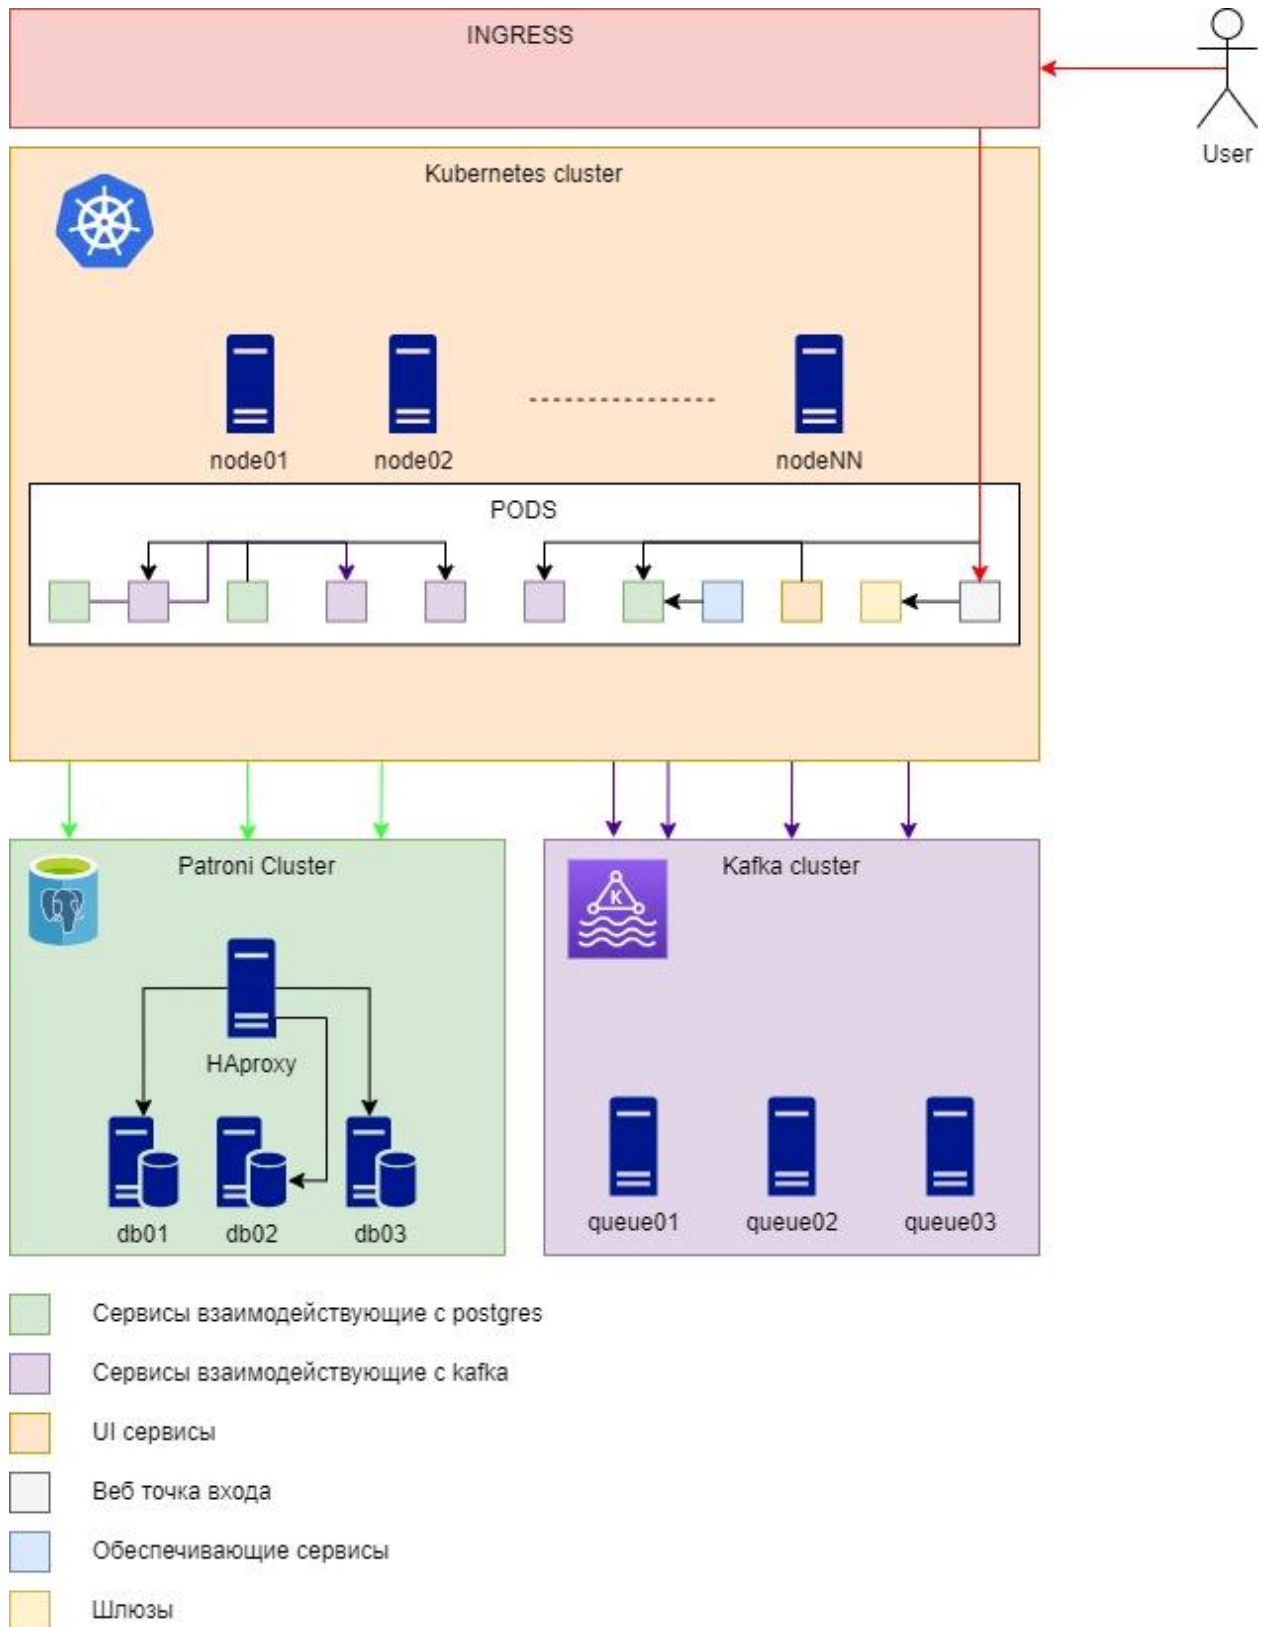 INGRESS
User
Kubernetes cluster
node01
node02
nodeNN
PODS
Patroni Cluster
HAproxy
db01
db02
db03
Kafka cluster
K
queue01
queue02
queue03
Сервисы взаимодействующие с postgres
Сервисы взаимодействующие с kafka
UI сервисы
Веб точка входа
Обеспечивающие сервисы
Шлюзы